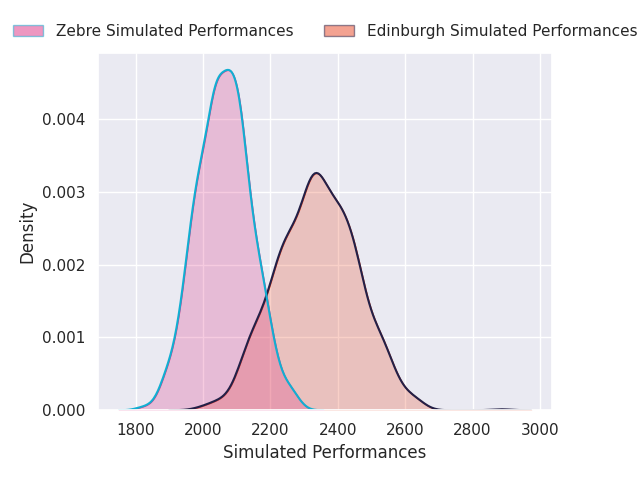 Zebre Simulated Performances Edinburgh Simulated Performances
0.004
0.003
0.002
0.001
0.000
Density
1800 2000 2200 2400 2600 2800 3000
Simulated Performances